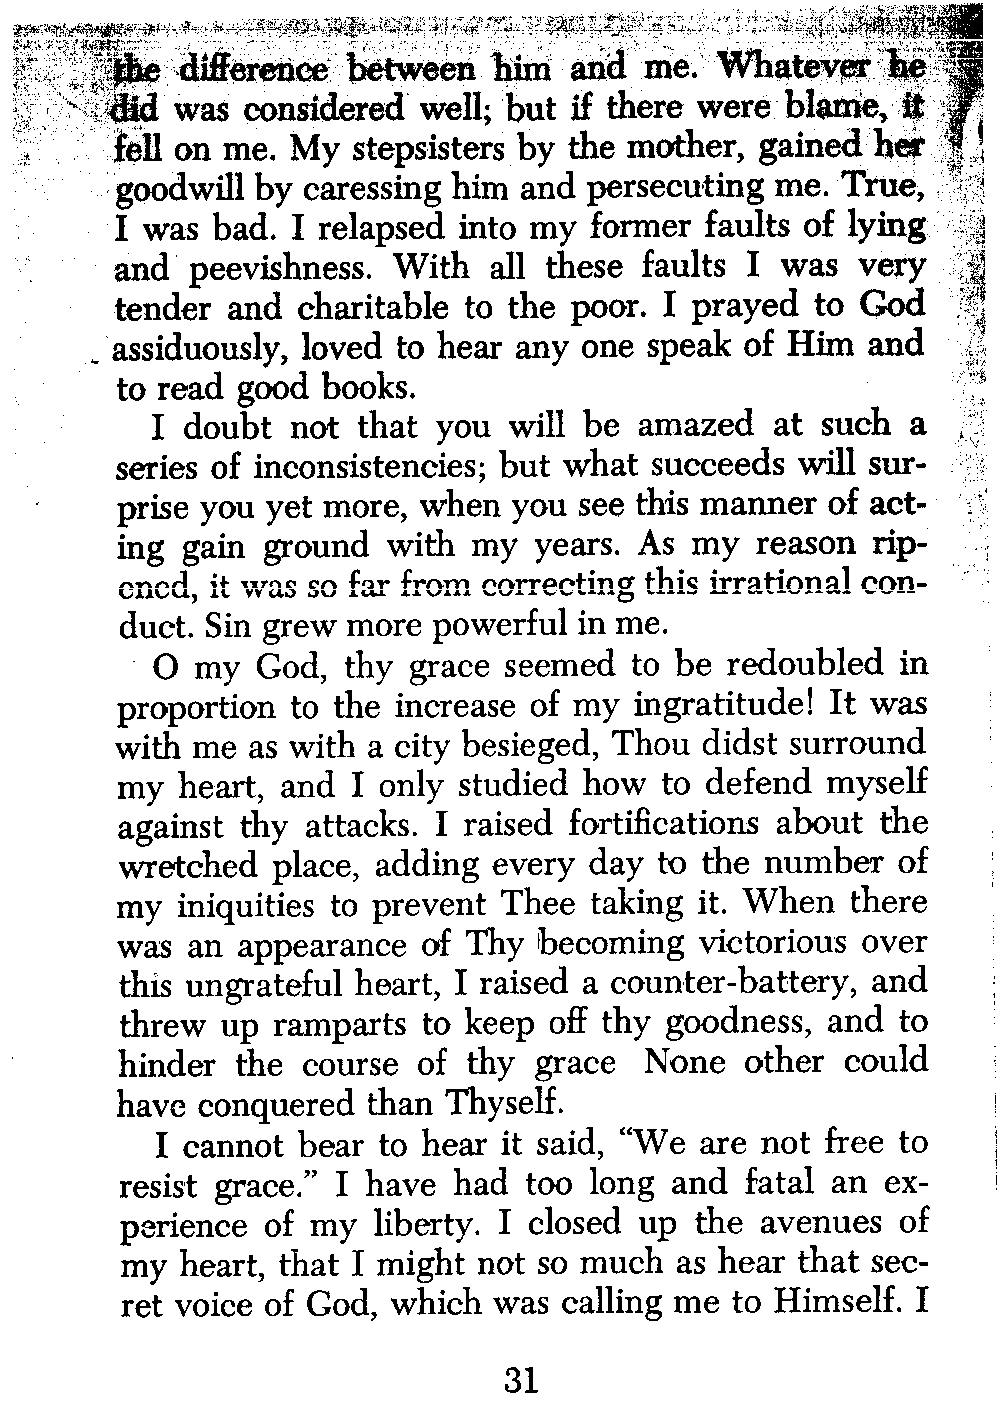 the difference between him and me. Whatever he
did was considered well; but if there were blame, it
fell on me. My stepsisters by the mother, gained her
goodwill by caressing him and persecuting me. True,
I was bad. I relapsed into my former faults of lying
and peevishness. With all these faults I was very
tender and charitable to the poor. I prayed to God
assiduously, loved to hear any one speak of Him and
to read good books.
I doubt not that you will be amazed at such a
series of inconsistencies; but what succeeds will sur-
prise you yet more, when you see this manner of act-
ing gain ground with my years. As my reason rip-
ened, it was so far from correcting this irrational con-
duct. Sin grew more powerful in me.
O my God, thy grace seemed to be redoubled in
proportion to the increase of my ingratitude! It was
with me as with a city besieged, Thou didst surround
my heart, and I only studied how to defend myself
against thy attacks. I raised fortifications about the
wretched place, adding every day to the number of
my iniquities to prevent Thee taking it. When there
was an appearance of Thy becoming victorious over
this ungrateful heart, I raised a counter-battery, and
threw up ramparts to keep off thy goodness, and to
hinder the course of thy grace None other could
have conquered than Thyself.
I cannot bear to hear it said, “We are not free to
resist grace.” I have had too long and fatal an ex-
perience of my liberty. I closed up the avenues of
my heart, that I might not so much as hear that sec-
ret voice of God, which was calling me to Himself. I
31